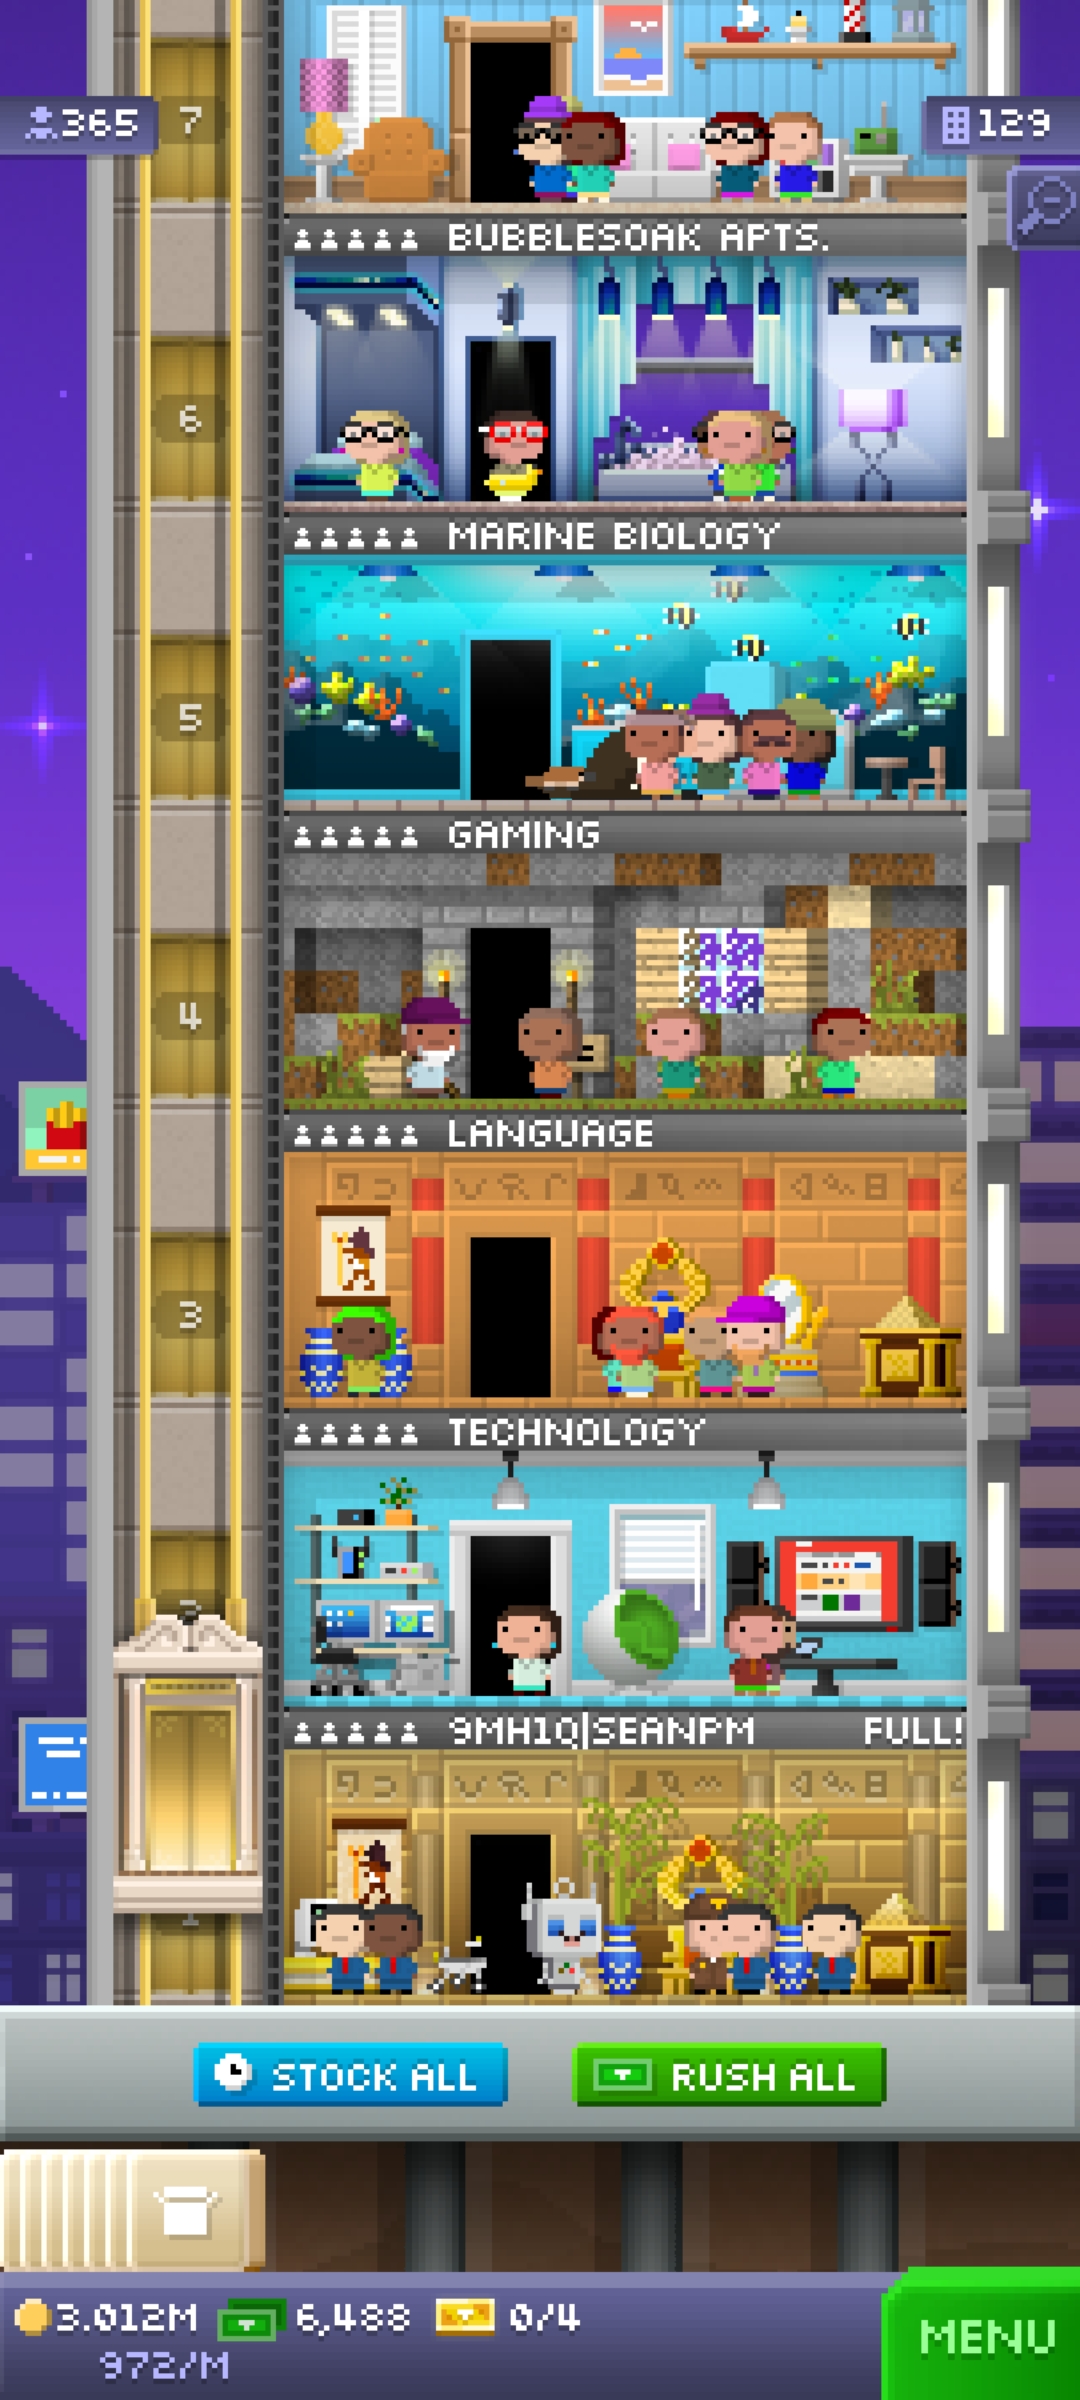 365
7
129
BUBBLESOAK APTS.
6
MARINE BIOLOGY
5
GAMING
4
LANGUAGE
3
TECHNOLOGY
9MH1Q|SEANPM FULL!
STOCK ALL
RUSH ALL
3.012M 6,488 0/4
972/M
MENU